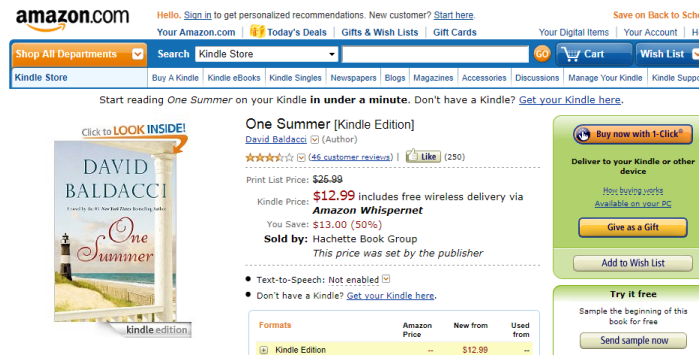 amazon.com
Hello. Sign in to get personalized recommendations. New customer? Start here.
Save on Back to Sch
Your Amazon.com Today's Deals Gifts & Wish Lists Gift Cards
Your Digital Items Your Account H
Shop All Departments Search Kindle Store GO Cart Wish List
Kindle Store Buy A Kindle Kindle eBooks Kindle Singles Newspapers Blogs Magazines Accessories Discussions Manage Your Kindle Kindle Suppo
Start reading One Summer on your Kindle in under a minute. Don't have a Kindle? Get your Kindle here.
Click to LOOK INSIDE!
DAVID
BALDACCI
One
Summer
kindle edition
One Summer [Kindle Edition]
David Baldacci (Author)
(46 customer reviews) | Like (250)
Print List Price: $25.99
Kindle Price: $12.99 includes free wireless delivery via
Amazon Whispernet
You Save: $13.00 (50%)
Sold by: Hachette Book Group
This price was set by the publisher
Text-to-Speech: Not enabled
Don't have a Kindle? Get your Kindle here.
Formats Amazon Price New from Used from
Kindle Edition -- $12.99 --
Buy now with 1-Click®
Deliver to your Kindle or other
device
How buying works
Available on your PC
Give as a Gift
Add to Wish List
Try it free
Sample the beginning of this
book for free
Send sample now